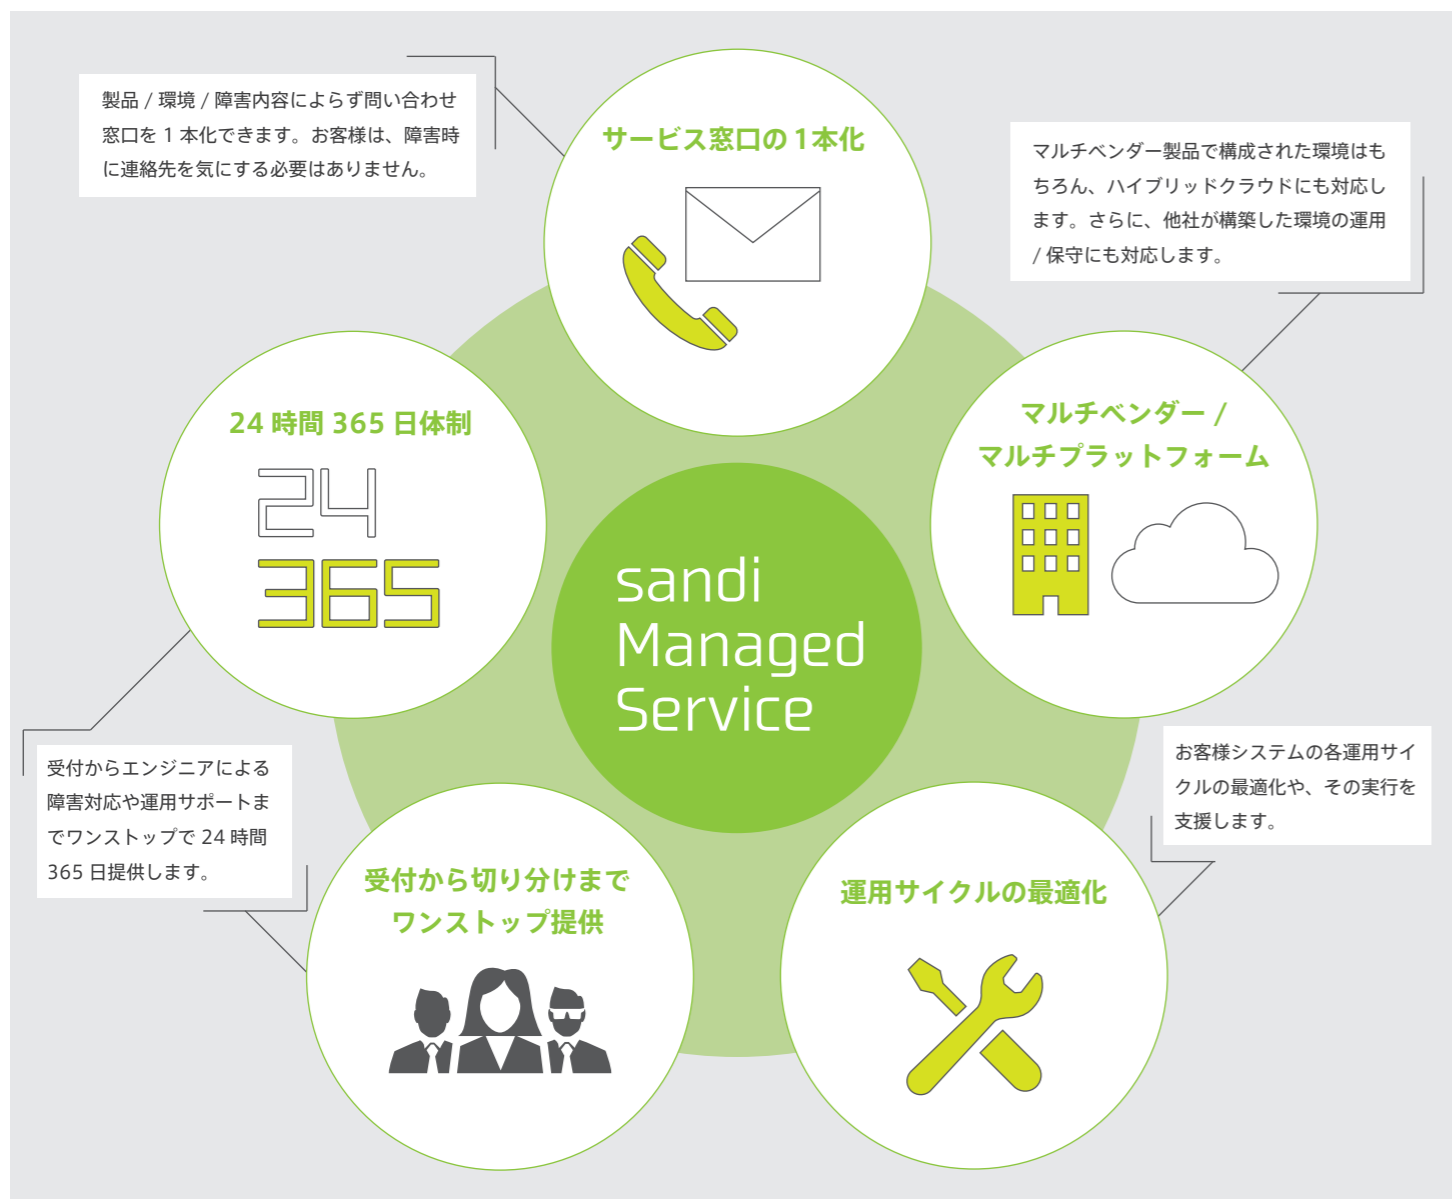 製品 / 環境 / 障害内容によらず問い合わせ
窓口を 1 本化できます。お客様は、障害時
に連絡先を気にする必要はありません。
サービス窓口の 1本化
マルチベンダー製品で構成された環境はも
ちろん、ハイブリッドクラウドにも対応し
ます。さらに、他社が構築した環境の運用
/ 保守にも対応します。
24 時間 365 日体制
24
365
マルチベンダー /
マルチプラットフォーム
sandi
Managed
Service
受付からエンジニアによる
障害対応や運用サポートま
でワンストップで 24 時間
365 日提供します。
お客様システムの各運用サイ
クルの最適化や、その実行を
支援します。
受付から切り分けまで
ワンストップ提供
運用サイクルの最適化